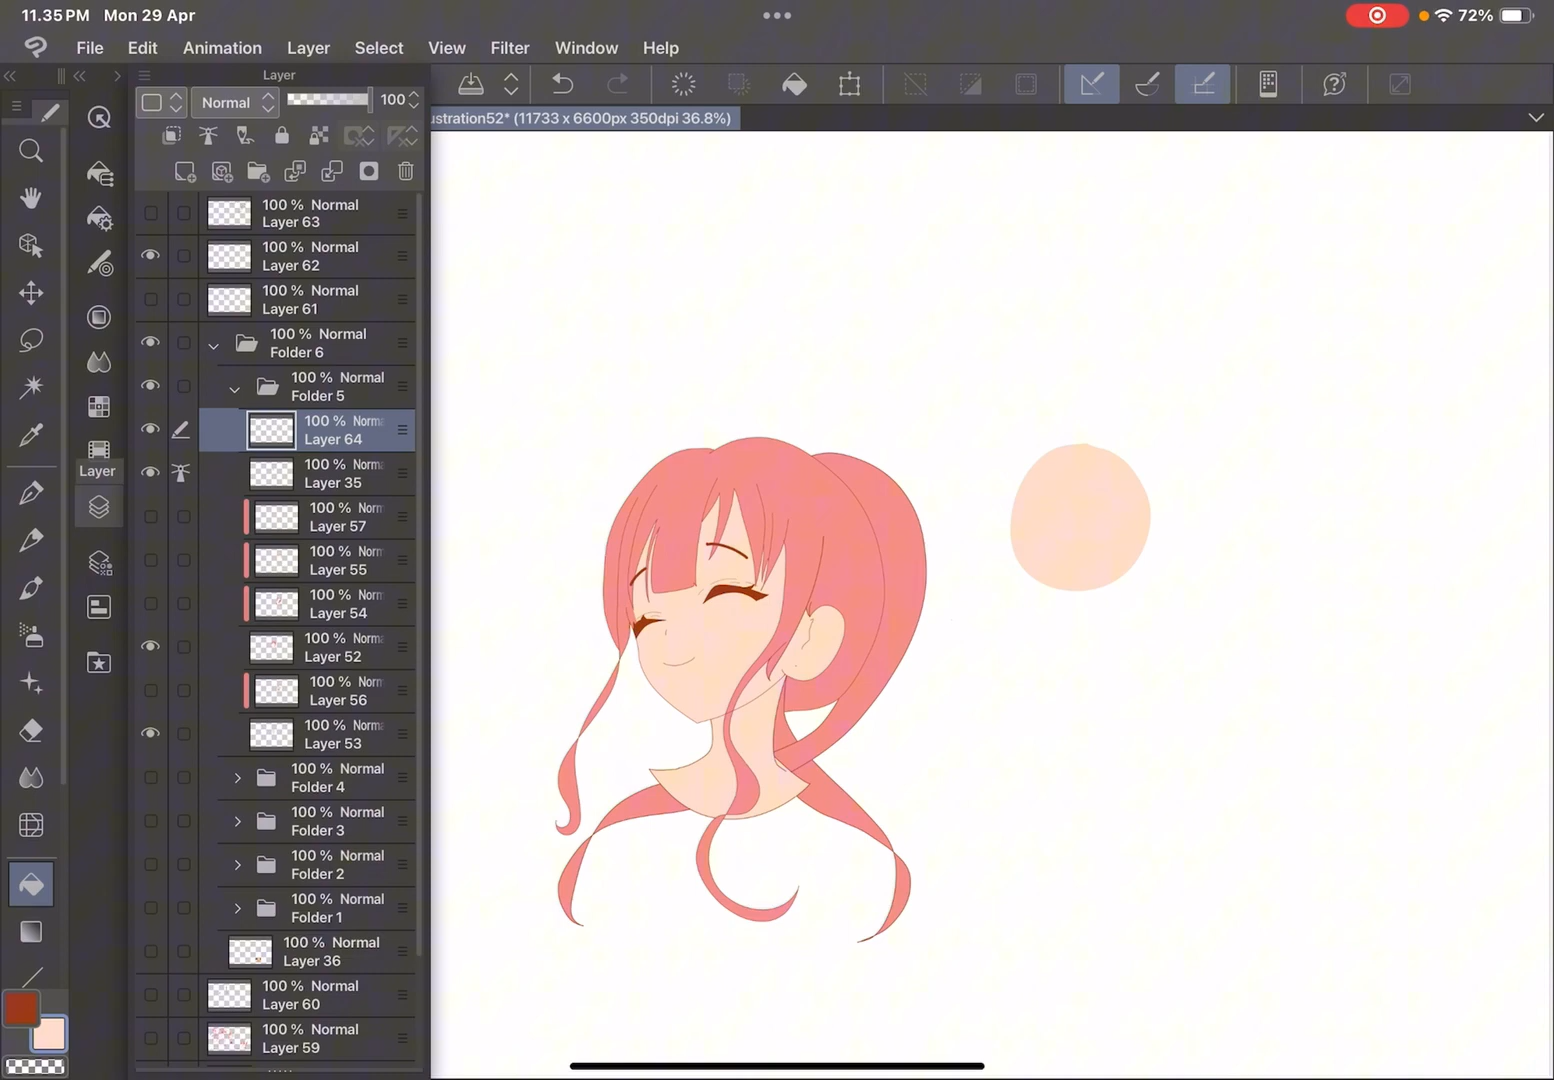 11.35 PM Mon 29 Apr
72%
File Edit Animation Layer Select View Filter Window Help
Layer
Normal 100
ustration52* (11733 x 6600px 350dpi 36.8%)
100 % Normal
Layer 63
100 % Normal
Layer 62
100 % Normal
Layer 61
100 % Normal
Folder 6
100 % Normal
Folder 5
100 % Norma
Layer 64
100 % Norma
Layer 35
100 % Norm
Layer 57
100 % Norm
Layer 55
100 % Norm
Layer 54
100 % Norma
Layer 52
100 % Norm
Layer 56
100 % Norma
Layer 53
100 % Normal
Folder 4
100 % Normal
Folder 3
100 % Normal
Folder 2
100 % Normal
Folder 1
100 % Normal
Layer 36
100 % Normal
Layer 60
100 % Normal
Layer 59
Layer